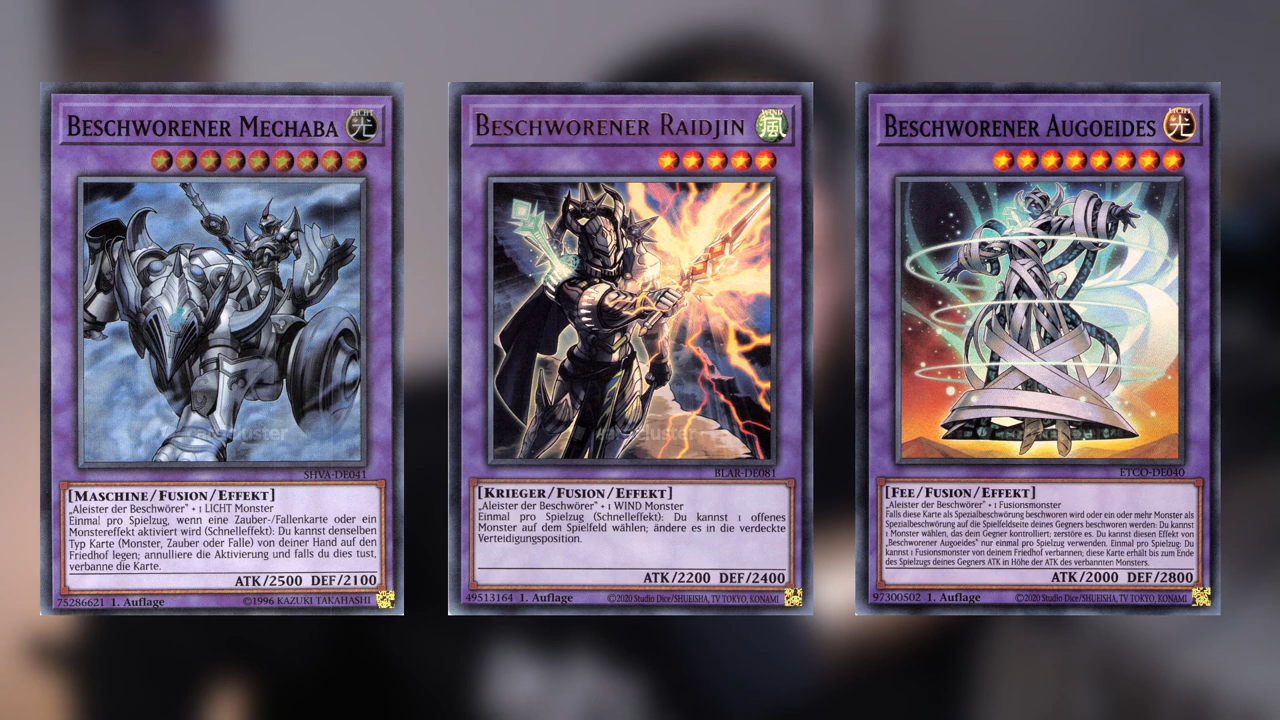 BESCHWORENER MECHABA
LICHT
光
SHVA-DE041
[MASCHINE/FUSION/EFFEKT]
„Aleister der Beschwörer" + 1 LICHT Monster
Einmal pro Spielzug, wenn eine Zauber-/Fallenkarte oder ein
Monstereffekt aktiviert wird (Schnelleffekt): Du kannst denselben
Typ Karte (Monster, Zauber oder Falle) von deiner Hand auf den
Friedhof legen; annulliere die Aktivierung und falls du dies tust,
verbanne die Karte.
ATK/2500 DEF/2100
75286621 1. Auflage ©1996 KAZUKI TAKAHASHI
BESCHWORENER RAIDJIN
WIND
風
BLAR-DE081
[KRIEGER/FUSION/EFFEKT]
„Aleister der Beschwörer" + 1 WIND Monster
Einmal pro Spielzug (Schnelleffekt): Du kannst 1 offenes
Monster auf dem Spielfeld wählen; ändere es in die verdeckte
Verteidigungsposition.
ATK/2200 DEF/2400
49513164 1. Auflage ©2020 Studio Dice/SHUEISHA, TV TOKYO, KONAMI
BESCHWORENER AUGOEIDES
LICHT
光
ETCO-DE040
[FEE/FUSION/EFFEKT]
„Aleister der Beschwörer" + 1 Fusionsmonster
Falls diese Karte als Spezialbeschwörung beschworen wird oder ein oder mehr Monster als
Spezialbeschwörung auf die Spielfeldseite deines Gegners beschworen werden: Du kannst
1 Monster wählen, das dein Gegner kontrolliert; zerstöre es. Du kannst diesen Effekt von
„Beschworener Augoeides" nur einmal pro Spielzug verwenden. Einmal pro Spielzug: Du
kannst 1 Fusionsmonster von deinem Friedhof verbannen; diese Karte erhält bis zum Ende
des Spielzugs deines Gegners ATK in Höhe der ATK des verbannten Monsters.
ATK/2000 DEF/2800
97300502 1. Auflage ©2020 Studio Dice/SHUEISHA, TV TOKYO, KONAMI